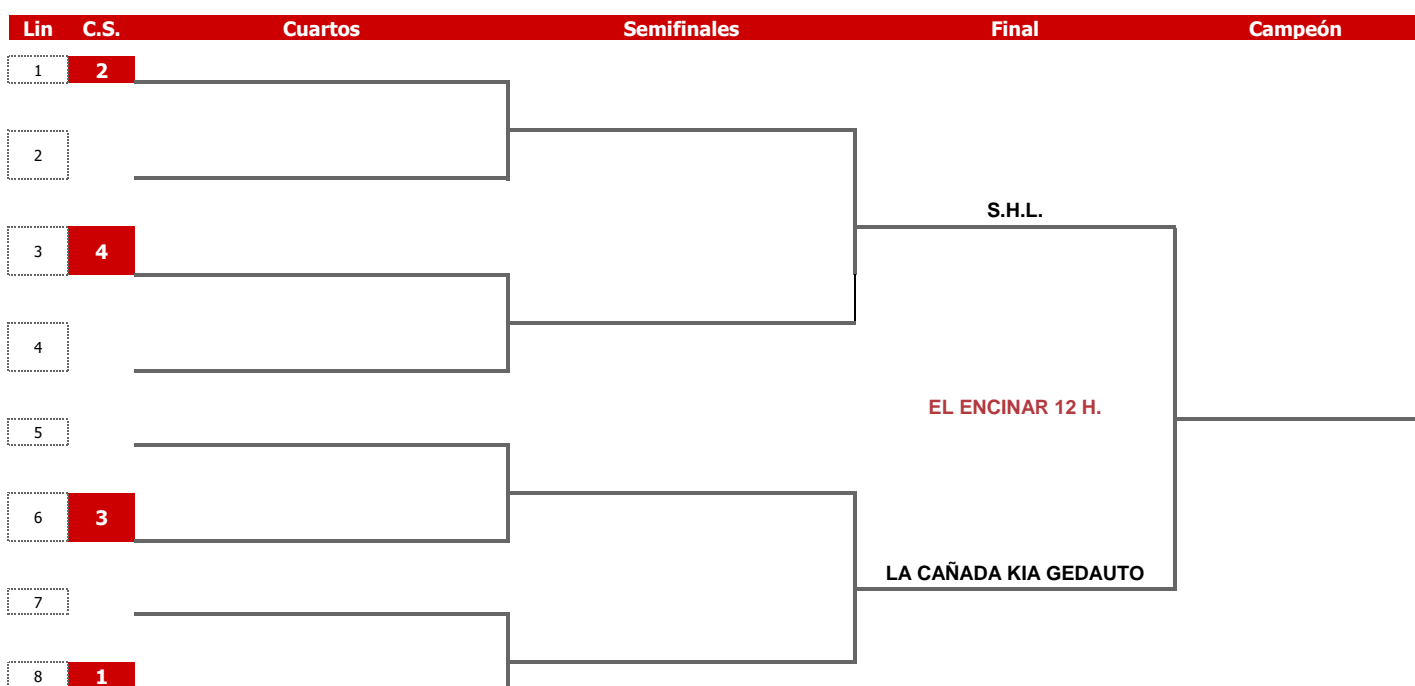 Lin C.S. Cuartos Semifinales Final Campeón
1 2
2
S.H.L.
3 4
4
EL ENCINAR 12 H.
5
6 3
LA CAÑADA KIA GEDAUTO
7
8 1